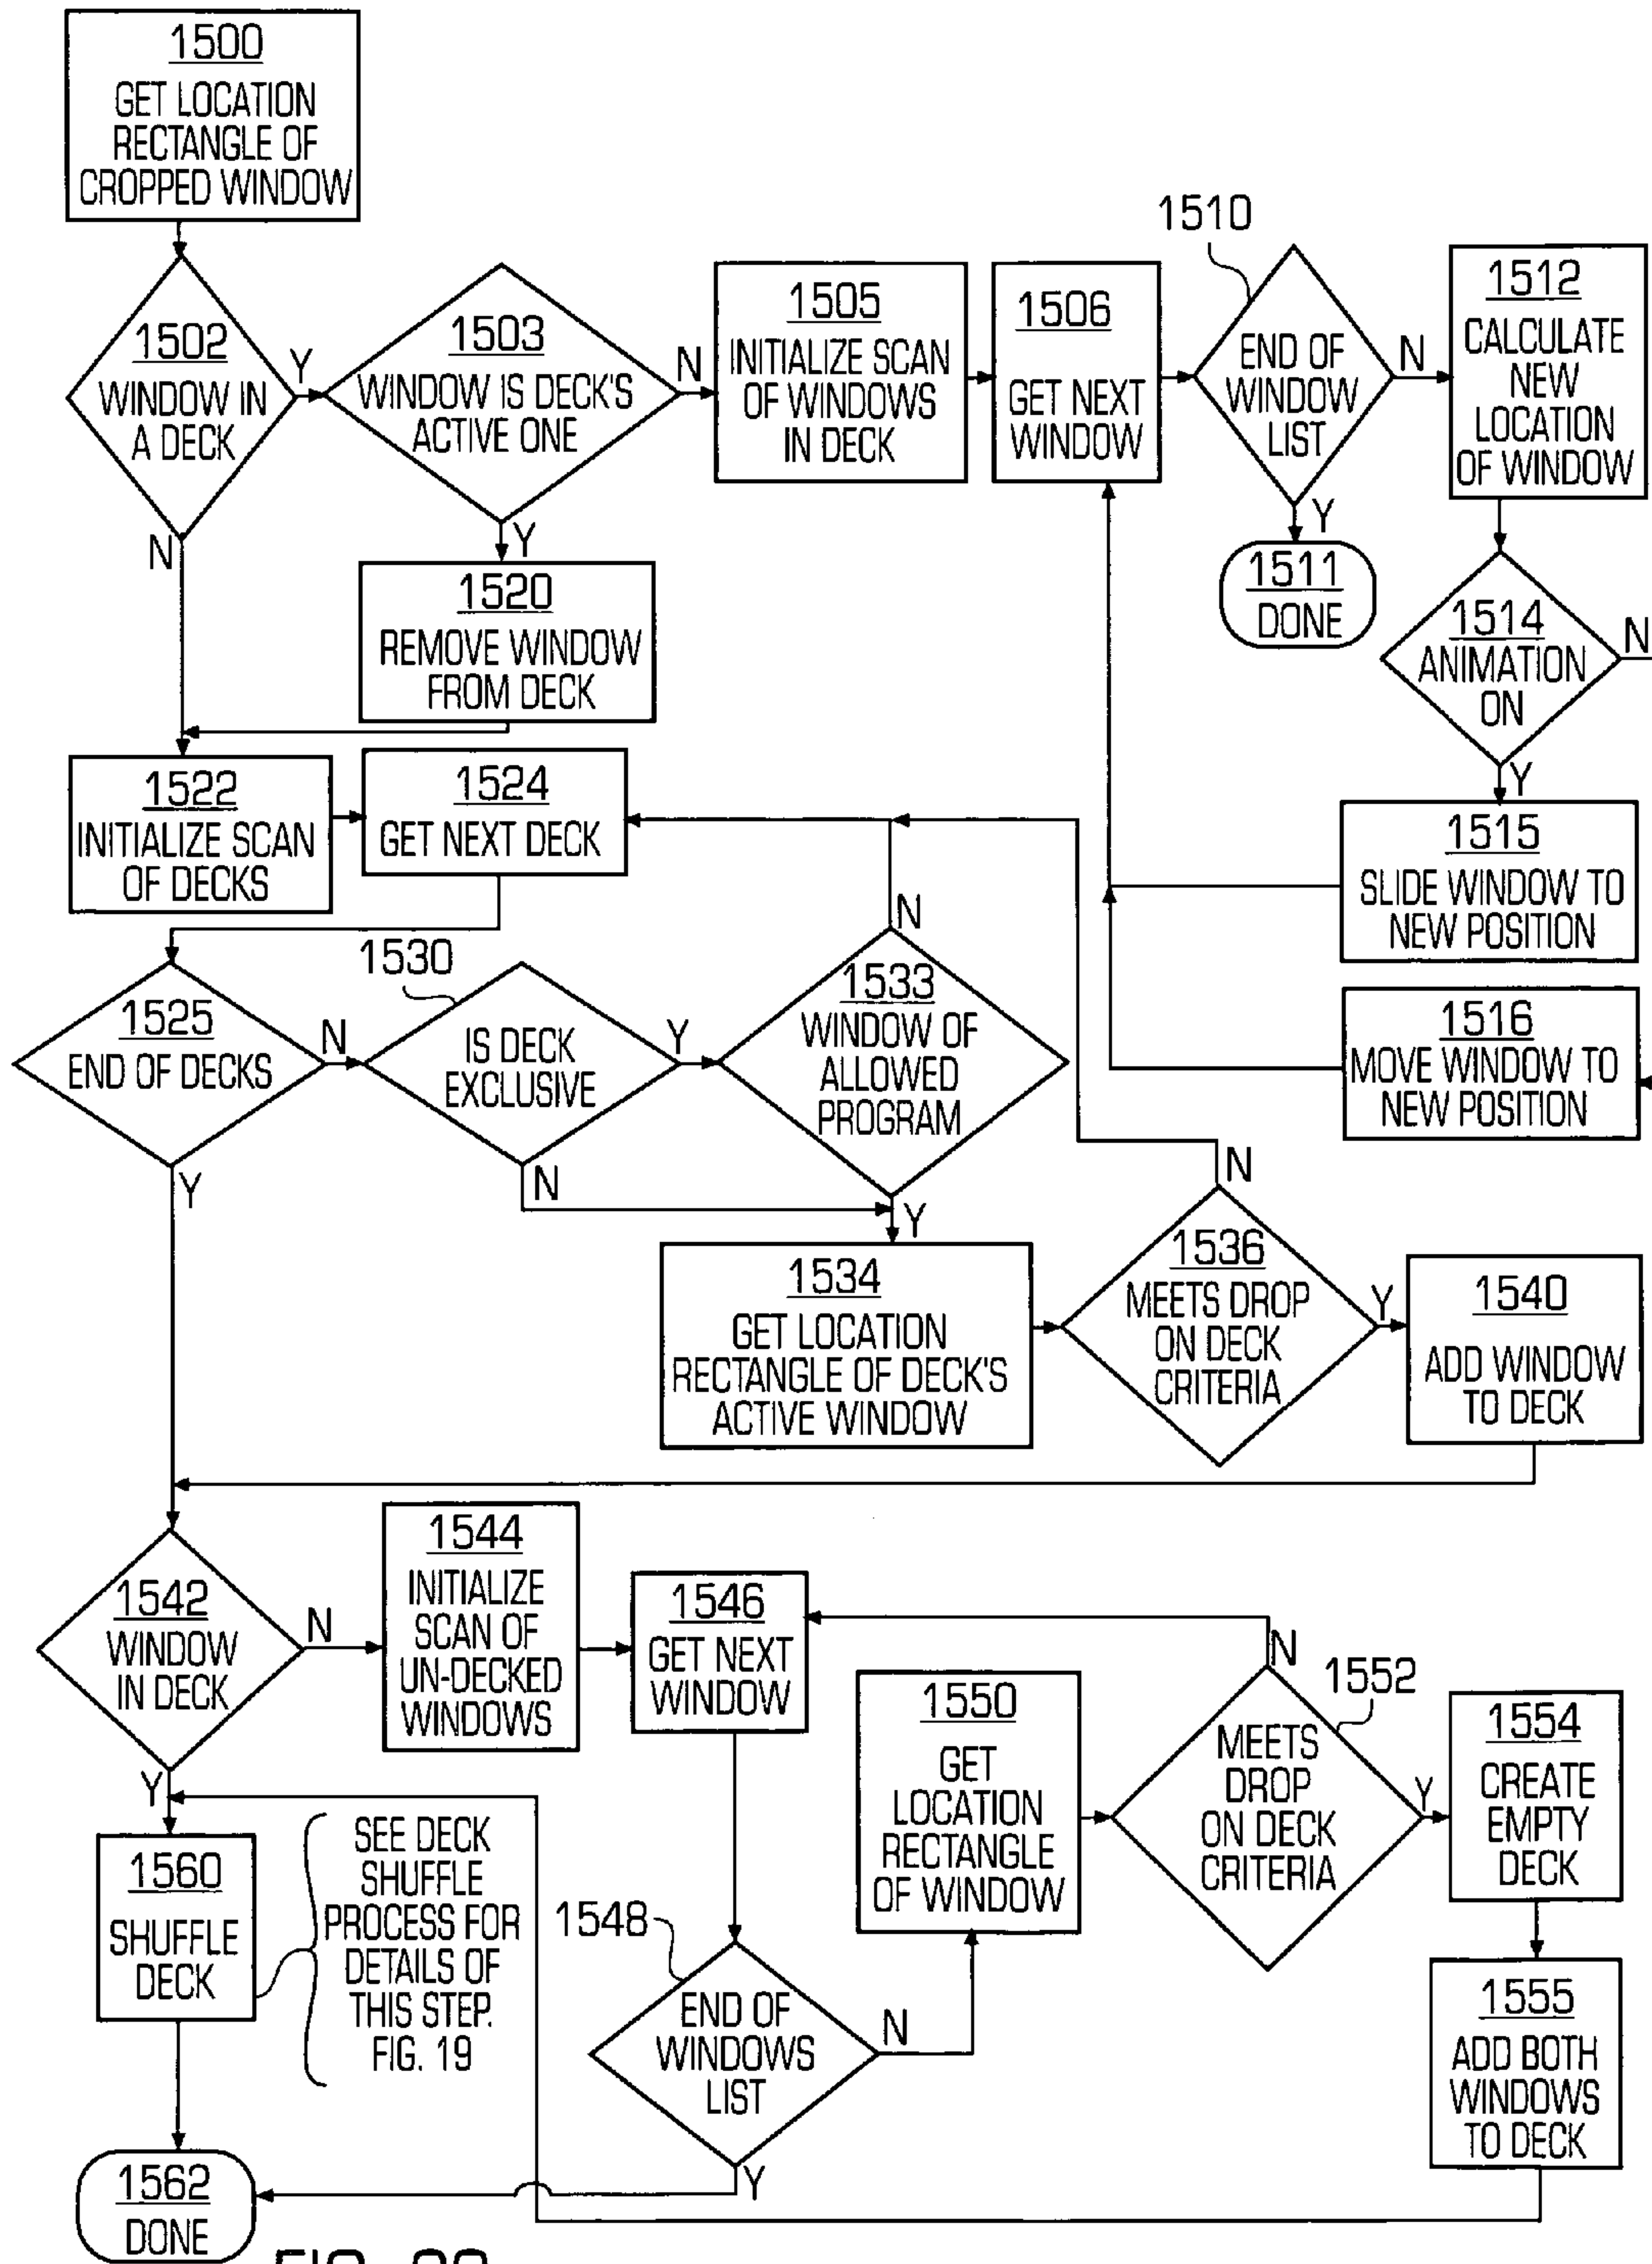 1500
GET LOCATION
RECTANGLE OF
CROPPED WINDOW
1502
WINDOW IN
A DECK
Y
N
1503
WINDOW IS DECK'S
ACTIVE ONE
N
Y
1505
INITIALIZE SCAN
OF WINDOWS
IN DECK
1506
GET NEXT
WINDOW
1510
END OF
WINDOW
LIST
N
Y
1511
DONE
1512
CALCULATE
NEW
LOCATION
OF WINDOW
1514
ANIMATION
ON
N
Y
1515
SLIDE WINDOW TO
NEW POSITION
1516
MOVE WINDOW TO
NEW POSITION
1520
REMOVE WINDOW
FROM DECK
1522
INITIALIZE SCAN
OF DECKS
1524
GET NEXT DECK
1525
END OF DECKS
N
Y
1530
IS DECK
EXCLUSIVE
Y
N
1533
WINDOW OF
ALLOWED
PROGRAM
N
Y
1534
GET LOCATION
RECTANGLE OF DECK'S
ACTIVE WINDOW
1536
MEETS DROP
ON DECK
CRITERIA
N
Y
1540
ADD WINDOW
TO DECK
1542
WINDOW
IN DECK
N
Y
1544
INITIALIZE
SCAN OF
UN-DECKED
WINDOWS
1546
GET NEXT
WINDOW
1548
END OF
WINDOWS
LIST
N
Y
1550
GET
LOCATION
RECTANGLE
OF WINDOW
1552
MEETS
DROP
ON DECK
CRITERIA
N
Y
1554
CREATE
EMPTY
DECK
1555
ADD BOTH
WINDOWS
TO DECK
1560
SHUFFLE
DECK
SEE DECK
SHUFFLE
PROCESS FOR
DETAILS OF
THIS STEP.
FIG. 19
1562
DONE